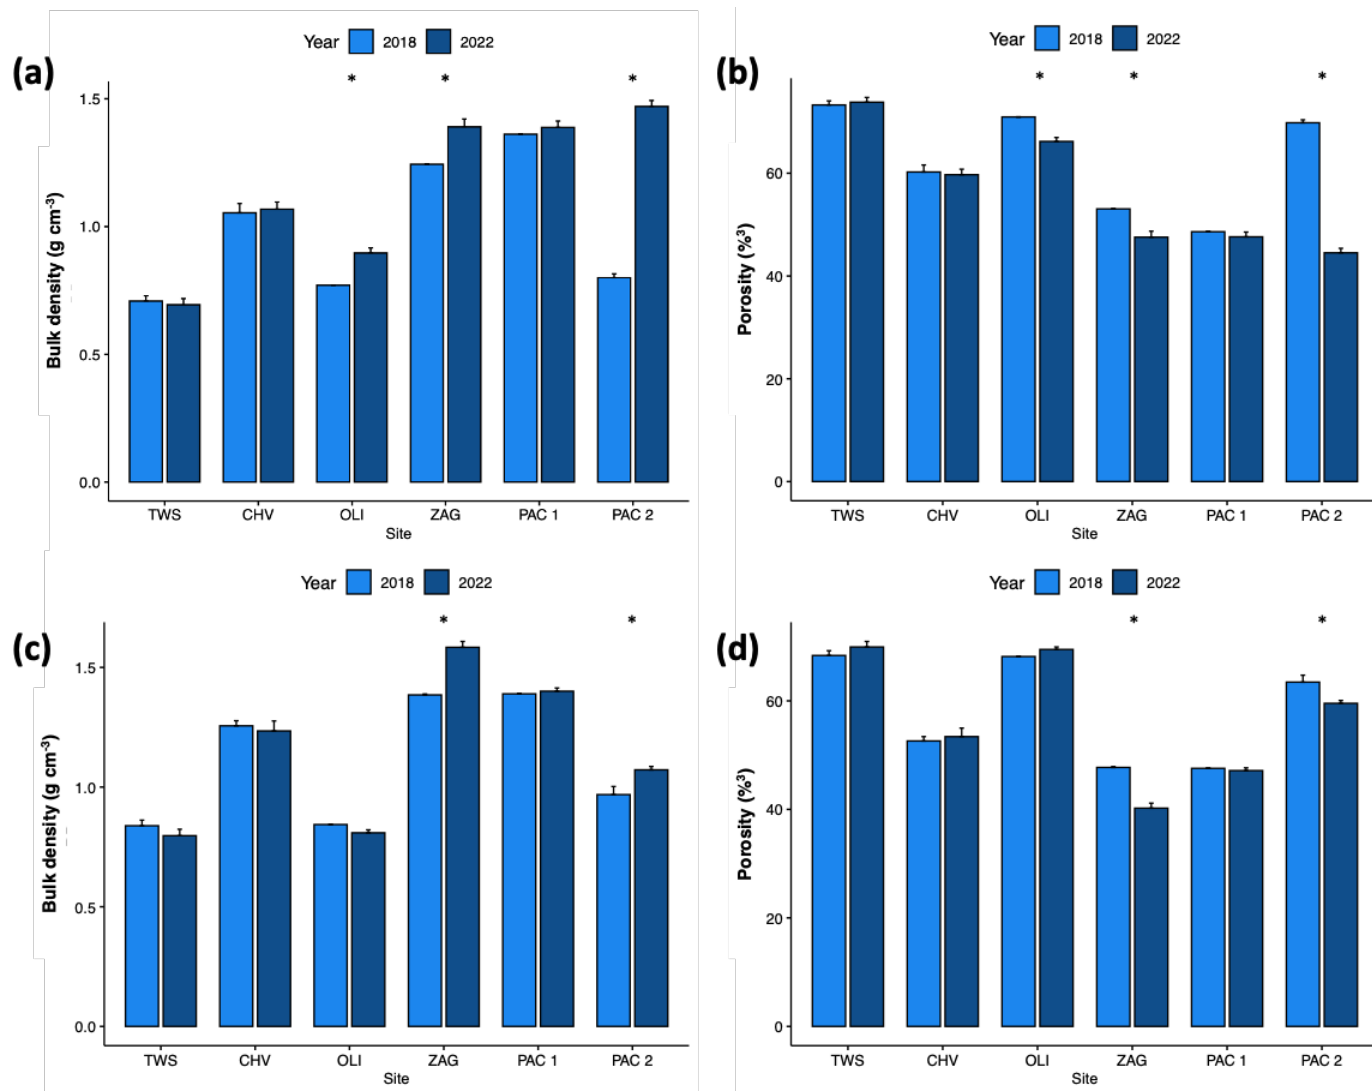 Year 2018 2022
(a)
* * *
1.5
1.0
0.5
0.0
Bulk density (g cm⁻³)
TWS CHV OLI ZAG PAC 1 PAC 2
Site
Year 2018 2022
(b)
* * *
60
40
20
0
Porosity (%³)
TWS CHV OLI ZAG PAC 1 PAC 2
Site
Year 2018 2022
(c)
* *
1.5
1.0
0.5
0.0
Bulk density (g cm⁻³)
TWS CHV OLI ZAG PAC 1 PAC 2
Site
Year 2018 2022
(d)
* *
60
40
20
0
Porosity (%³)
TWS CHV OLI ZAG PAC 1 PAC 2
Site